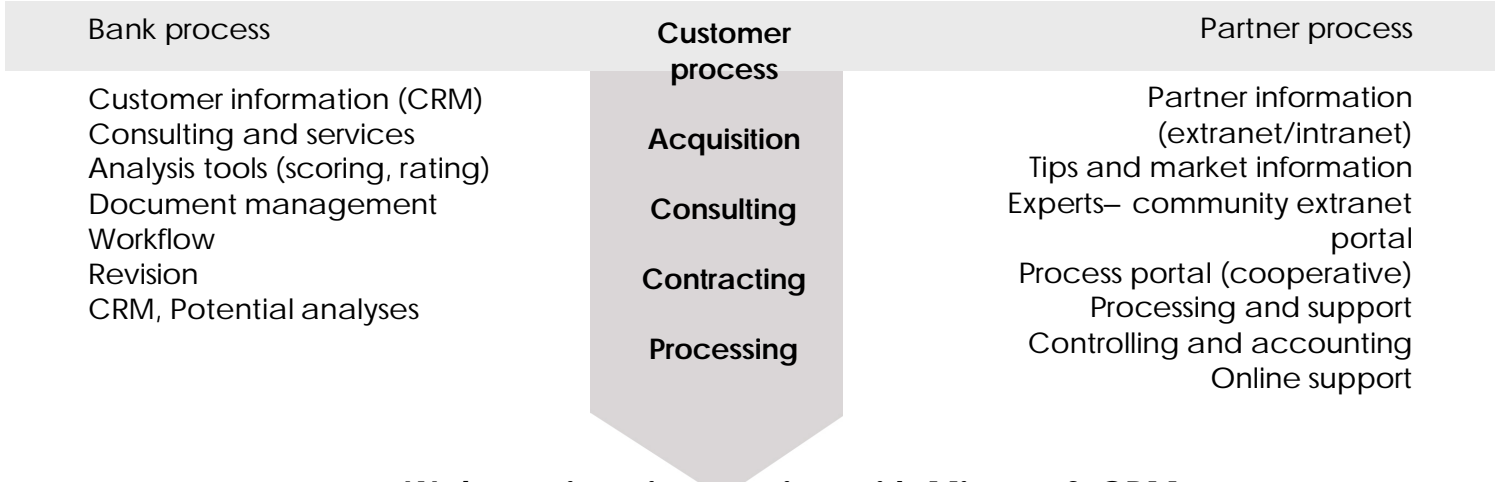 Bank process
Customer information (CRM)
Consulting and services
Analysis tools (scoring, rating)
Document management
Workflow
Revision
CRM, Potential analyses
Customer
process
Acquisition
Consulting
Contracting
Processing
Partner process
Partner information
(extranet/intranet)
Tips and market information
Experts– community extranet
portal
Process portal (cooperative)
Processing and support
Controlling and accounting
Online support